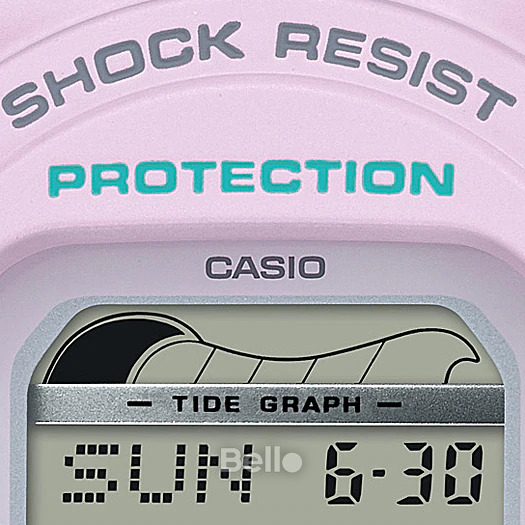 SHOCK RESIST
PROTECTION
CASIO
TIDE GRAPH
SUN 6-30
Bello